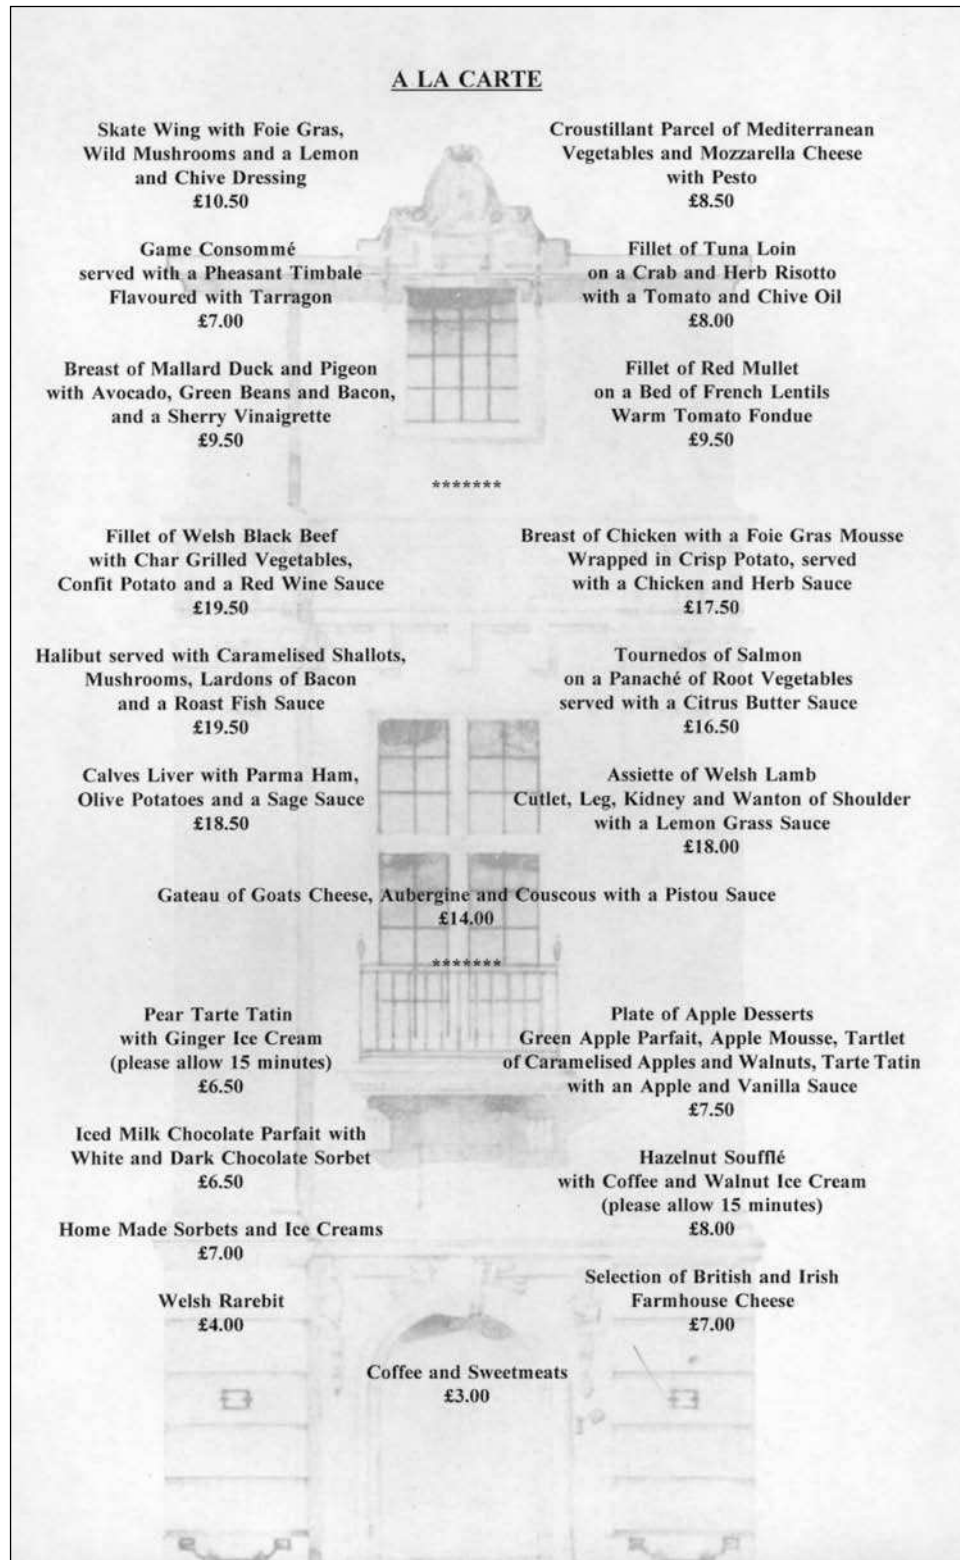 A LA CARTE
Skate Wing with Foie Gras,
Wild Mushrooms and a Lemon
and Chive Dressing
£10.50
Croustillant Parcel of Mediterranean
Vegetables and Mozzarella Cheese
with Pesto
£8.50
Game Consommé
served with a Pheasant Timbale
Flavoured with Tarragon
£7.00
Fillet of Tuna Loin
on a Crab and Herb Risotto
with a Tomato and Chive Oil
£8.00
Breast of Mallard Duck and Pigeon
with Avocado, Green Beans and Bacon,
and a Sherry Vinaigrette
£9.50
Fillet of Red Mullet
on a Bed of French Lentils
Warm Tomato Fondue
£9.50
*******
Fillet of Welsh Black Beef
with Char Grilled Vegetables,
Confit Potato and a Red Wine Sauce
£19.50
Breast of Chicken with a Foie Gras Mousse
Wrapped in Crisp Potato, served
with a Chicken and Herb Sauce
£17.50
Halibut served with Caramelised Shallots,
Mushrooms, Lardons of Bacon
and a Roast Fish Sauce
£19.50
Tournedos of Salmon
on a Panaché of Root Vegetables
served with a Citrus Butter Sauce
£16.50
Calves Liver with Parma Ham,
Olive Potatoes and a Sage Sauce
£18.50
Assiette of Welsh Lamb
Cutlet, Leg, Kidney and Wanton of Shoulder
with a Lemon Grass Sauce
£18.00
Gateau of Goats Cheese, Aubergine and Couscous with a Pistou Sauce
£14.00
*******
Pear Tarte Tatin
with Ginger Ice Cream
(please allow 15 minutes)
£6.50
Plate of Apple Desserts
Green Apple Parfait, Apple Mousse, Tartlet
of Caramelised Apples and Walnuts, Tarte Tatin
with an Apple and Vanilla Sauce
£7.50
Iced Milk Chocolate Parfait with
White and Dark Chocolate Sorbet
£6.50
Hazelnut Soufflé
with Coffee and Walnut Ice Cream
(please allow 15 minutes)
£8.00
Home Made Sorbets and Ice Creams
£7.00
Selection of British and Irish
Farmhouse Cheese
£7.00
Welsh Rarebit
£4.00
Coffee and Sweetmeats
£3.00